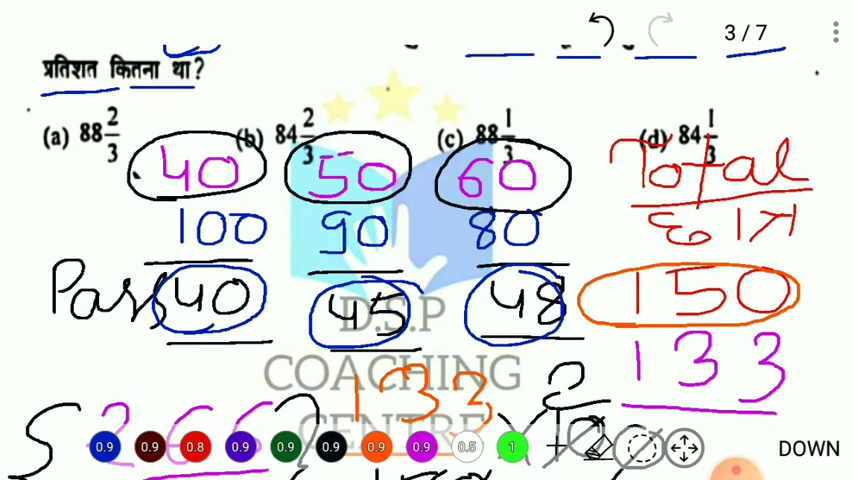 3 / 7
प्रतिशत कितना था?
(a) 88 2/3 (b) 84 2/3 (c) 88 1/3 (d) 84 1/3
40 50 60 Total
100 90 80
Pass 40 45 48 150
D.S.P
133
COACHING
133
CENTRE
266
0.9 0.9 0.8 0.9 0.9 0.9 0.9 0.9 0.5 1 DOWN